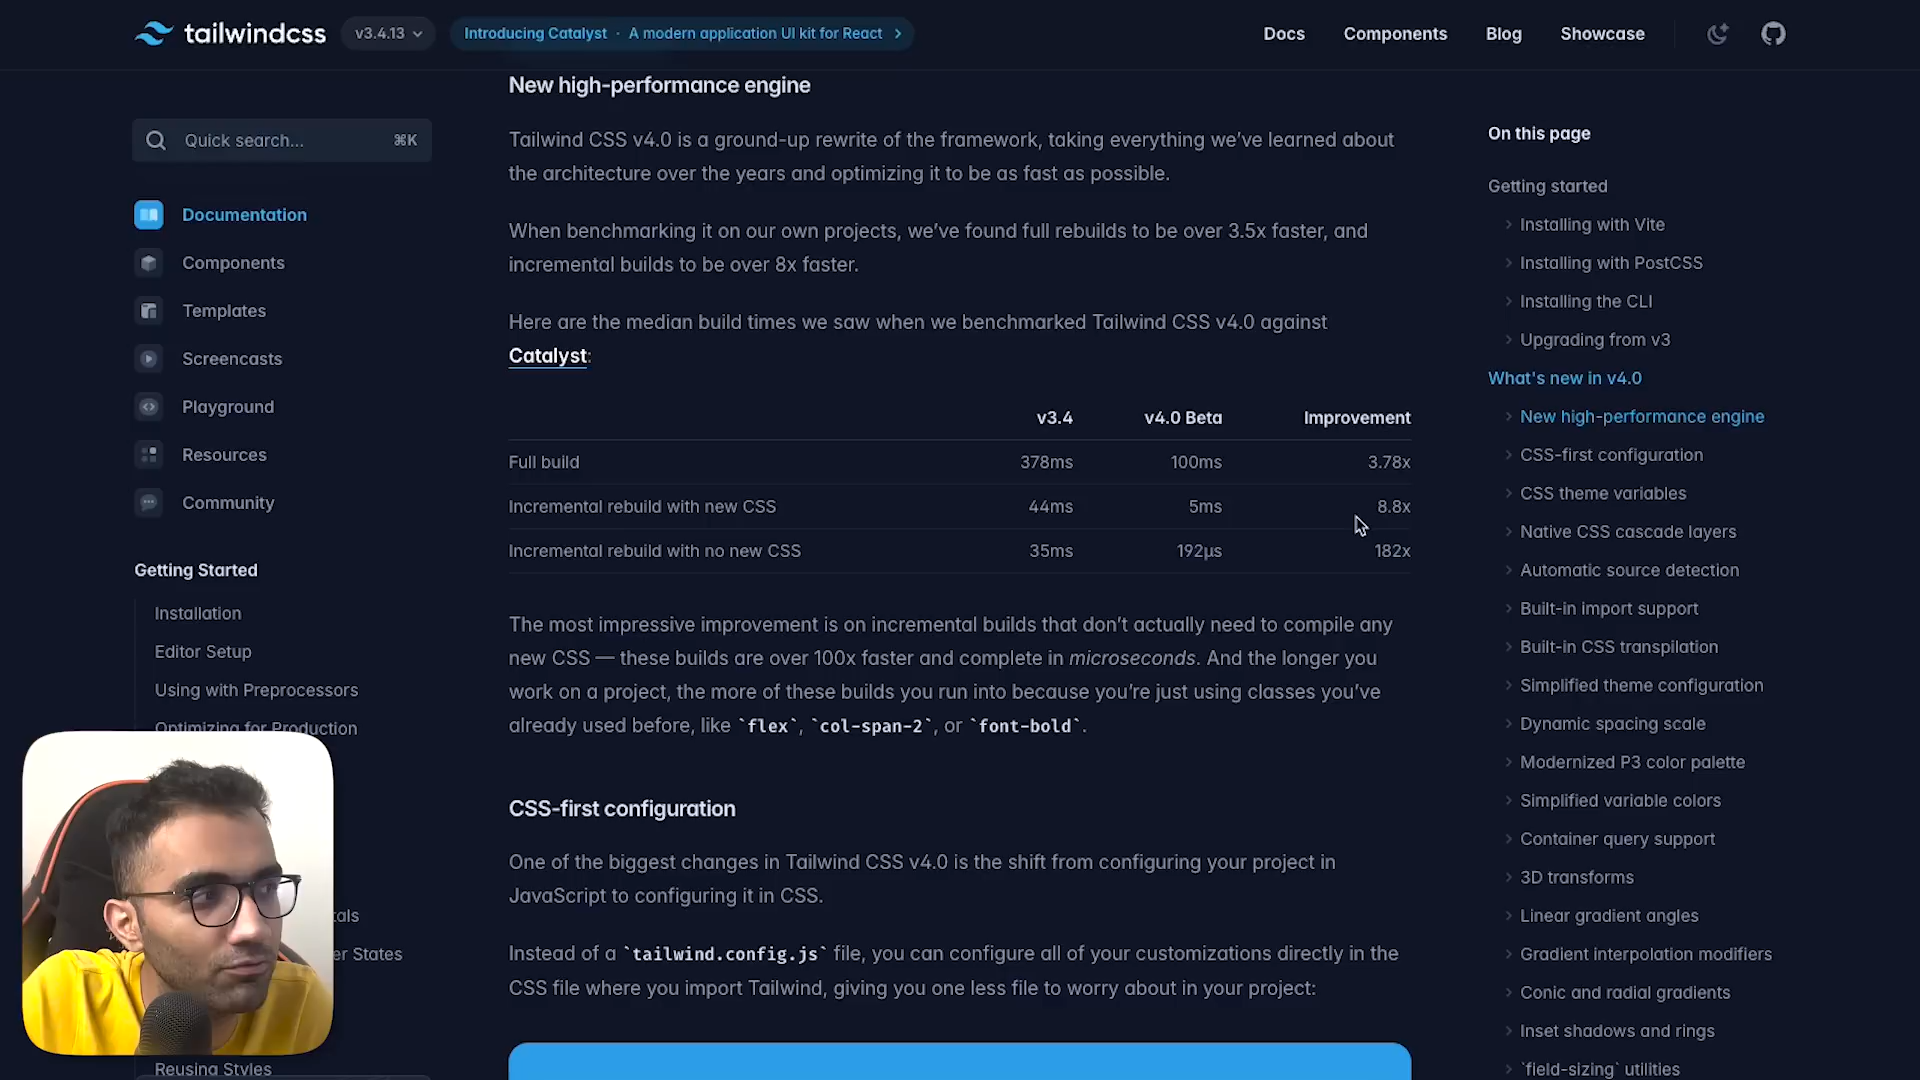 tailwindcss
v3.4.13
Introducing Catalyst · A modern application UI kit for React
Docs
Components
Blog
Showcase
Quick search...
⌘K
Documentation
Components
Templates
Screencasts
Playground
Resources
Community
Getting Started
Installation
Editor Setup
Using with Preprocessors
Optimizing for Production
tals
er States
Reusing Styles
New high-performance engine
Tailwind CSS v4.0 is a ground-up rewrite of the framework, taking everything we’ve learned about
the architecture over the years and optimizing it to be as fast as possible.
When benchmarking it on our own projects, we’ve found full rebuilds to be over 3.5x faster, and
incremental builds to be over 8x faster.
Here are the median build times we saw when we benchmarked Tailwind CSS v4.0 against
Catalyst:
v3.4 v4.0 Beta Improvement
Full build 378ms 100ms 3.78x
Incremental rebuild with new CSS 44ms 5ms 8.8x
Incremental rebuild with no new CSS 35ms 192µs 182x
The most impressive improvement is on incremental builds that don’t actually need to compile any
new CSS — these builds are over 100x faster and complete in microseconds. And the longer you
work on a project, the more of these builds you run into because you’re just using classes you’ve
already used before, like `flex`, `col-span-2`, or `font-bold`.
CSS-first configuration
One of the biggest changes in Tailwind CSS v4.0 is the shift from configuring your project in
JavaScript to configuring it in CSS.
Instead of a `tailwind.config.js` file, you can configure all of your customizations directly in the
CSS file where you import Tailwind, giving you one less file to worry about in your project:
On this page
Getting started
Installing with Vite
Installing with PostCSS
Installing the CLI
Upgrading from v3
What's new in v4.0
New high-performance engine
CSS-first configuration
CSS theme variables
Native CSS cascade layers
Automatic source detection
Built-in import support
Built-in CSS transpilation
Simplified theme configuration
Dynamic spacing scale
Modernized P3 color palette
Simplified variable colors
Container query support
3D transforms
Linear gradient angles
Gradient interpolation modifiers
Conic and radial gradients
Inset shadows and rings
`field-sizing` utilities